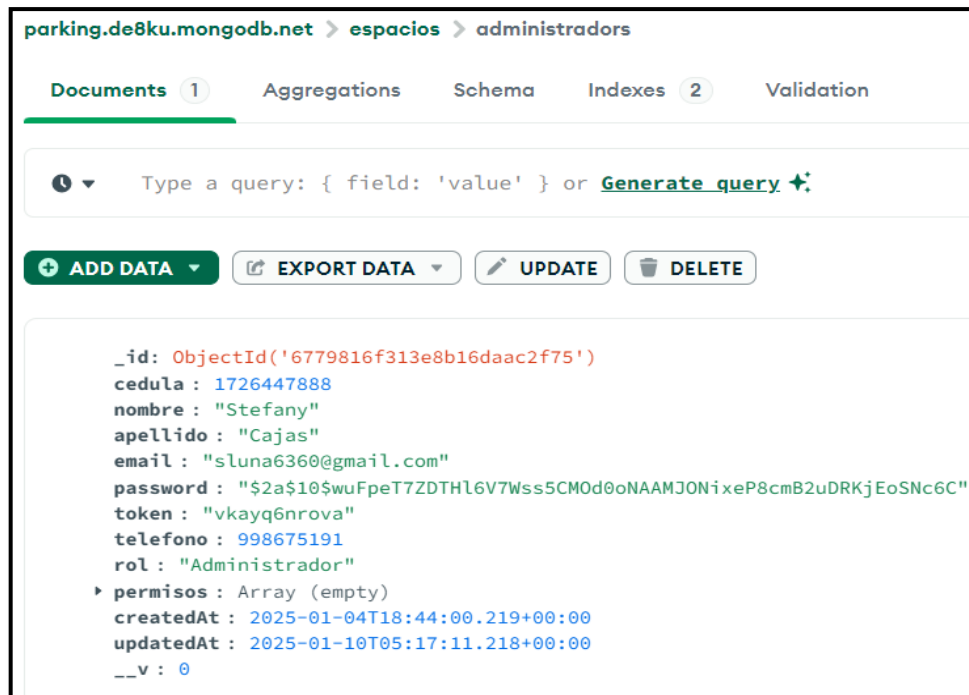 parking.de8ku.mongodb.net > espacios > administradors
Documents 1 Aggregations Schema Indexes 2 Validation
Type a query: { field: 'value' } or Generate query
ADD DATA EXPORT DATA UPDATE DELETE
_id: ObjectId('6779816f313e8b16daac2f75')
cedula : 1726447888
nombre : "Stefany"
apellido : "Cajas"
email : "sluna6360@gmail.com"
password : "$2a$10$wuFpeT7ZDTHl6V7Wss5CMOd0oNAAMJONixeP8cmB2uDRKjEoSNc6C"
token : "vkayq6nrova"
telefono : 998675191
rol : "Administrador"
permisos : Array (empty)
createdAt : 2025-01-04T18:44:00.219+00:00
updatedAt : 2025-01-10T05:17:11.218+00:00
__v : 0